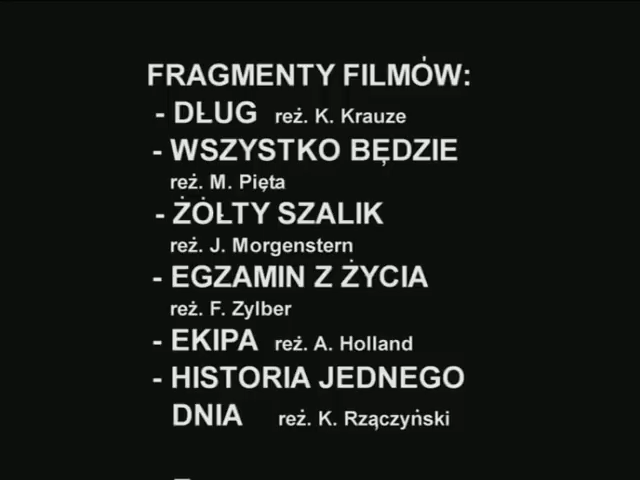 FRAGMENTY FILMÓW:
- DŁUG reż. K. Krauze
- WSZYSTKO BĘDZIE
reż. M. Pięta
- ŻÓŁTY SZALIK
reż. J. Morgenstern
- EGZAMIN Z ŻYCIA
reż. F. Zylber
- EKIPA reż. A. Holland
- HISTORIA JEDNEGO
DNIA reż. K. Rzączyński